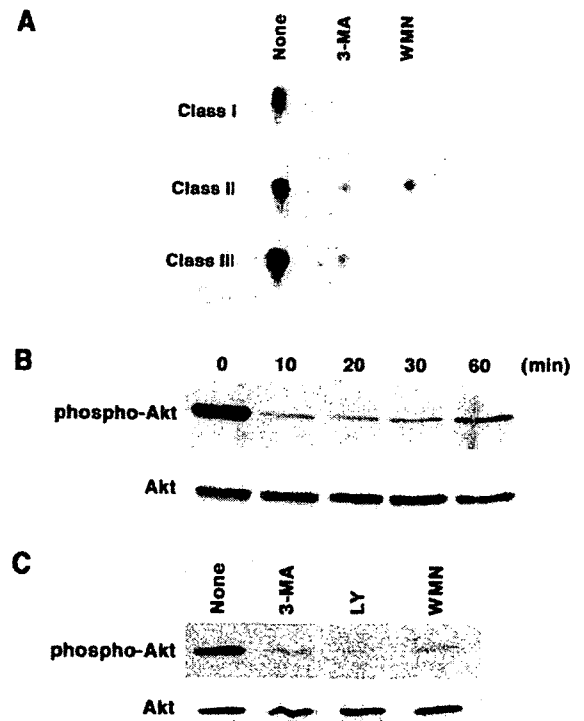 A
None 3-MA WMN
Class I
Class II
Class III
B
0 10 20 30 60 (min)
phospho-Akt
Akt
C
None 3-MA LY WMN
phospho-Akt
Akt